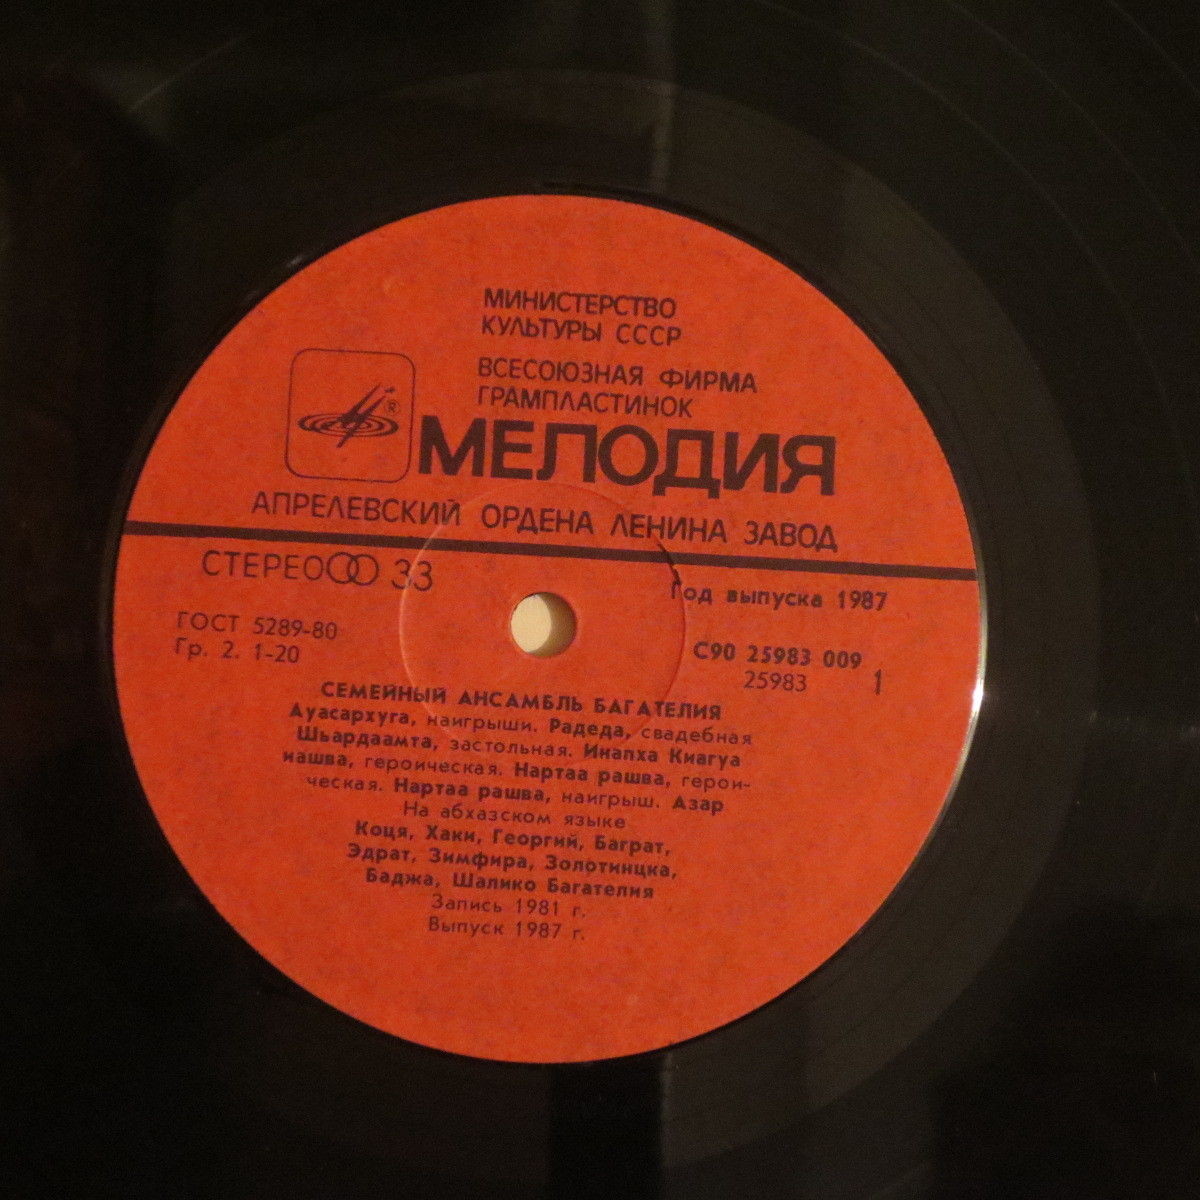 МИНИСТЕРСТВО
КУЛЬТУРЫ СССР
ВСЕСОЮЗНАЯ ФИРМА
ГРАМПЛАСТИНОК
®
МЕЛОДИЯ
АПРЕЛЕВСКИЙ ОРДЕНА ЛЕНИНА ЗАВОД
СТЕРЕО 33
Год выпуска 1987
ГОСТ 5289-80
Гр. 2. 1-20
С90 25983 009
25983
1
СЕМЕЙНЫЙ АНСАМБЛЬ БАГАТЕЛИЯ
Ауасархуга, наигрыши. Радеда, свадебная
Шьардаамта, застольная. Инапха Киагуа
иашва, героическая. Нартаа рашва, герои-
ческая. Нартаа рашва, наигрыш. Азар
На абхазском языке
Коця, Хаки, Георгий, Баграт,
Эдрат, Зимфира, Золотинцка,
Баджа, Шалико Багателия
Запись 1981 г.
Выпуск 1987 г.